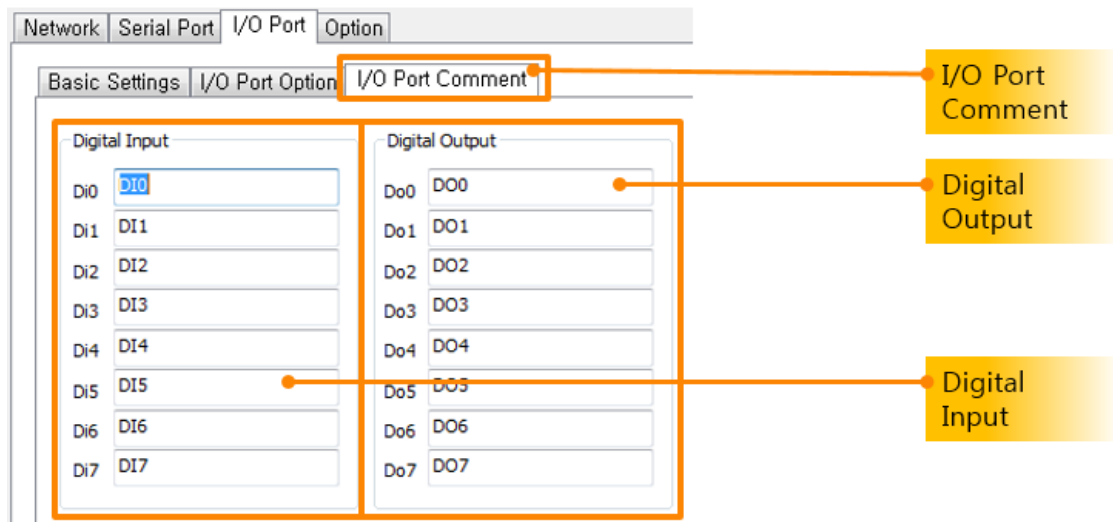 Network Serial Port I/O Port Option
Basic Settings I/O Port Option I/O Port Comment
I/O Port
Comment
Digital Input
Di0 DI0
Di1 DI1
Di2 DI2
Di3 DI3
Di4 DI4
Di5 DI5
Di6 DI6
Di7 DI7
Digital Output
Do0 DO0
Do1 DO1
Do2 DO2
Do3 DO3
Do4 DO4
Do5 DO5
Do6 DO6
Do7 DO7
Digital
Output
Digital
Input